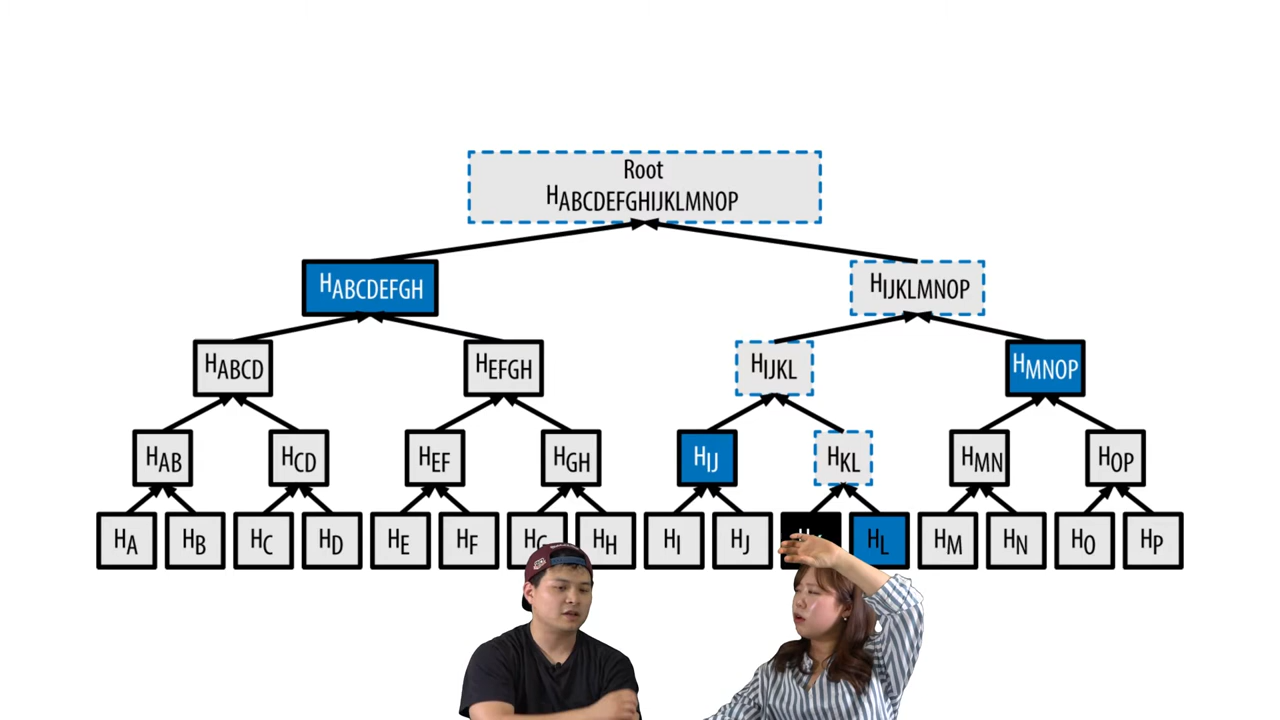 Root
HABCDEFGHIJKLMNOP
HABCDEFGH
HIJKLMNOP
HABCD
HEFGH
HIJKL
HMNOP
HAB
HCD
HEF
HGH
HIJ
HKL
HMN
HOP
HA
HB
HC
HD
HE
HF
HG
HH
HI
HJ
HL
HM
HN
HO
HP